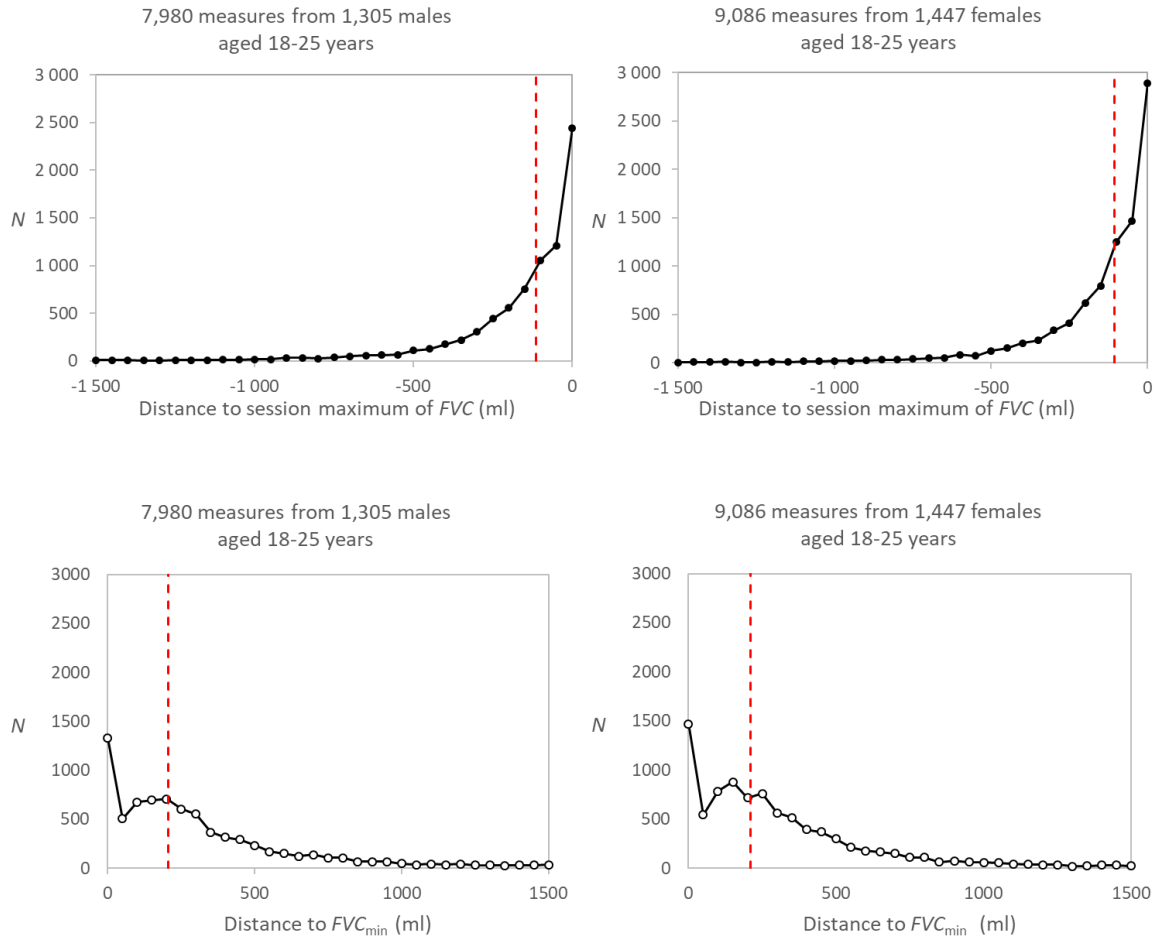 7,980 measures from 1,305 males
aged 18-25 years
3 000
2 500
2 000
N
1 500
1 000
500
0
-1 500
-1 000
-500
0
Distance to session maximum of FVC (ml)
9,086 measures from 1,447 females
aged 18-25 years
3 000
2 500
2 000
N
1 500
1 000
500
0
-1 500
-1 000
-500
0
Distance to session maximum of FVC (ml)
7,980 measures from 1,305 males
aged 18-25 years
3000
2500
2000
N
1500
1000
500
0
0
500
1000
1500
Distance to FVCmin (ml)
9,086 measures from 1,447 females
aged 18-25 years
3000
2500
2000
N
1500
1000
500
0
0
500
1000
1500
Distance to FVCmin (ml)